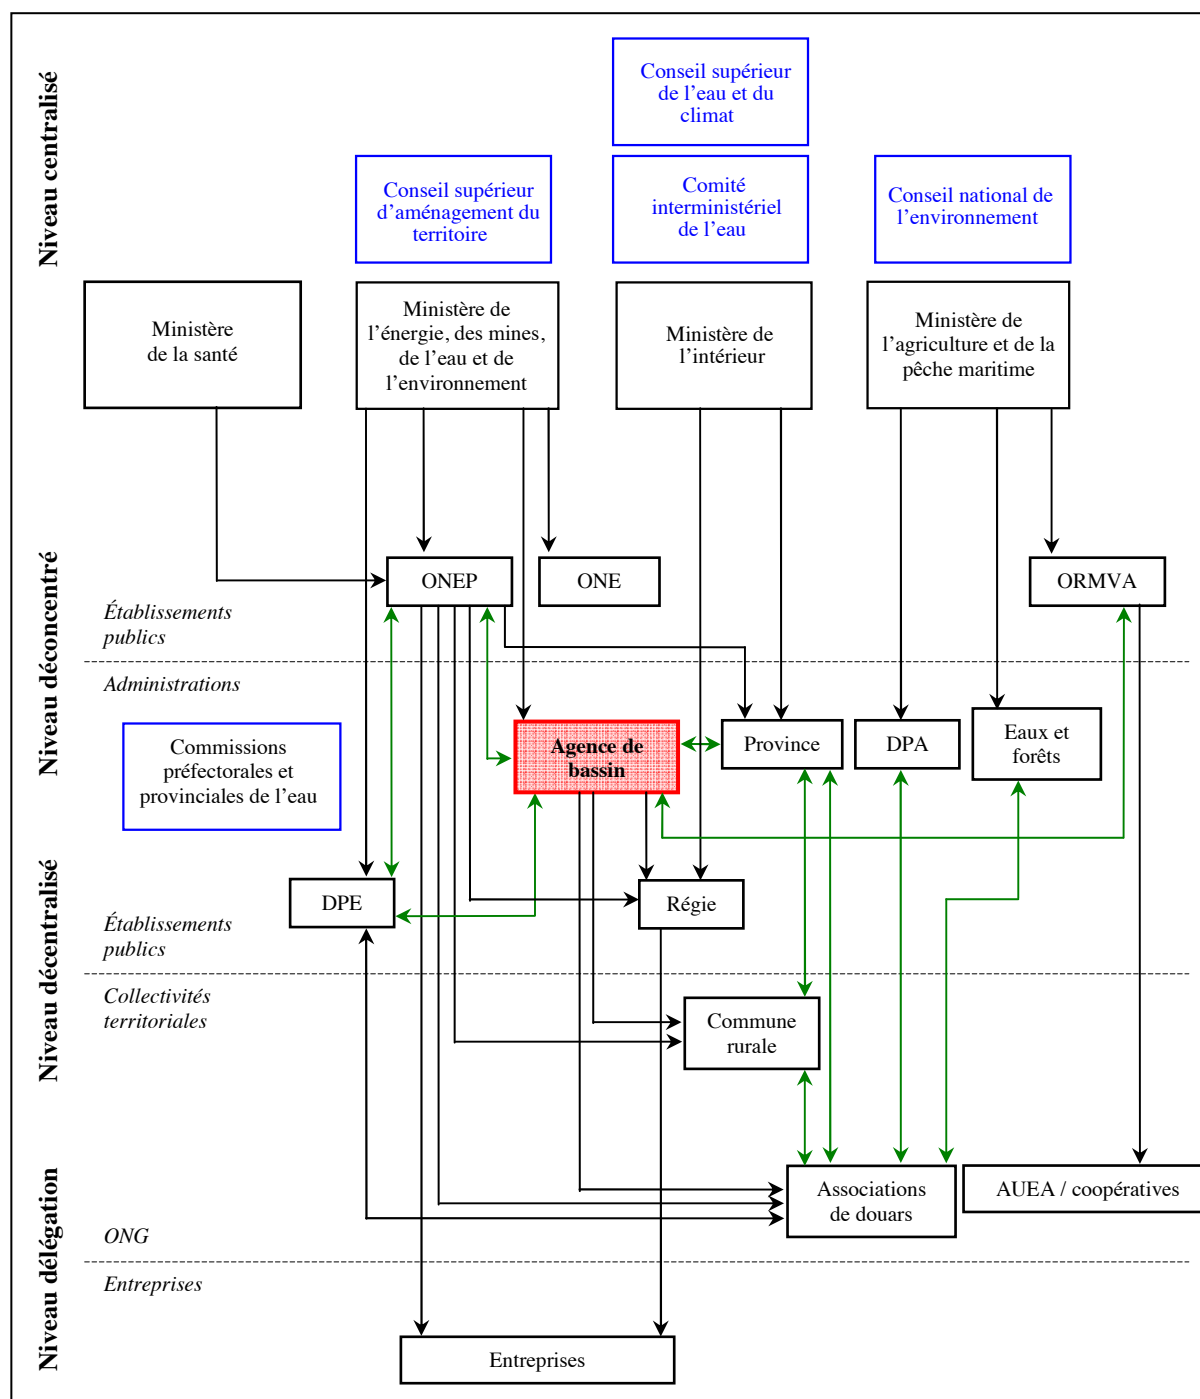 Niveau centralisé
Conseil supérieur
de l’eau et du
climat
Conseil supérieur
d’aménagement du
territoire
Comité
interministériel
de l’eau
Conseil national de
l’environnement
Ministère
de la santé
Ministère de
l’énergie, des mines,
de l’eau et de
l’environnement
Ministère de
l’intérieur
Ministère de
l’agriculture et de la
pêche maritime
Niveau déconcentré
ONEP
ONE
ORMVA
Établissements
publics
Administrations
Commissions
préfectorales et
provinciales de l’eau
Agence de
bassin
Province
DPA
Eaux et
forêts
Niveau décentralisé
DPE
Régie
Établissements
publics
Collectivités
territoriales
Commune
rurale
Niveau délégation
Associations
de douars
AUEA / coopératives
ONG
Entreprises
Entreprises